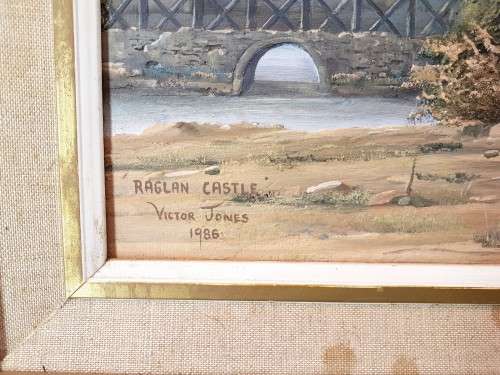 RAGLAN CASTLE.
VICTOR JONES
1986.